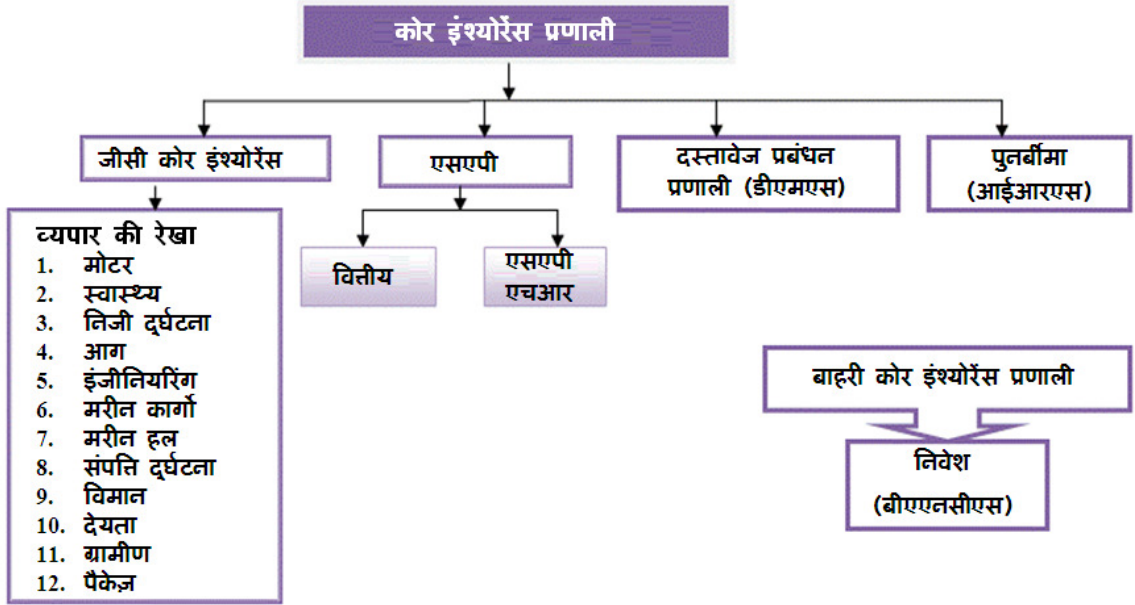 कोर इंश्योरेंस प्रणाली
जीसी कोर इंश्योरेंस
एसएपी
दस्तावेज प्रबंधन
प्रणाली (डीएमएस)
पुनर्बीमा
(आईआरएस)
व्यपार की रेखा
1. मोटर
2. स्वास्थ्य
3. निजी दुर्घटना
4. आग
5. इंजीनियरिंग
6. मरीन कार्गो
7. मरीन हल
8. संपत्ति दुर्घटना
9. विमान
10. देयता
11. ग्रामीण
12. पैकेज़
वित्तीय
एसएपी
एचआर
बाहरी कोर इंश्योरेंस प्रणाली
निवेश
(बीएएनसीएस)